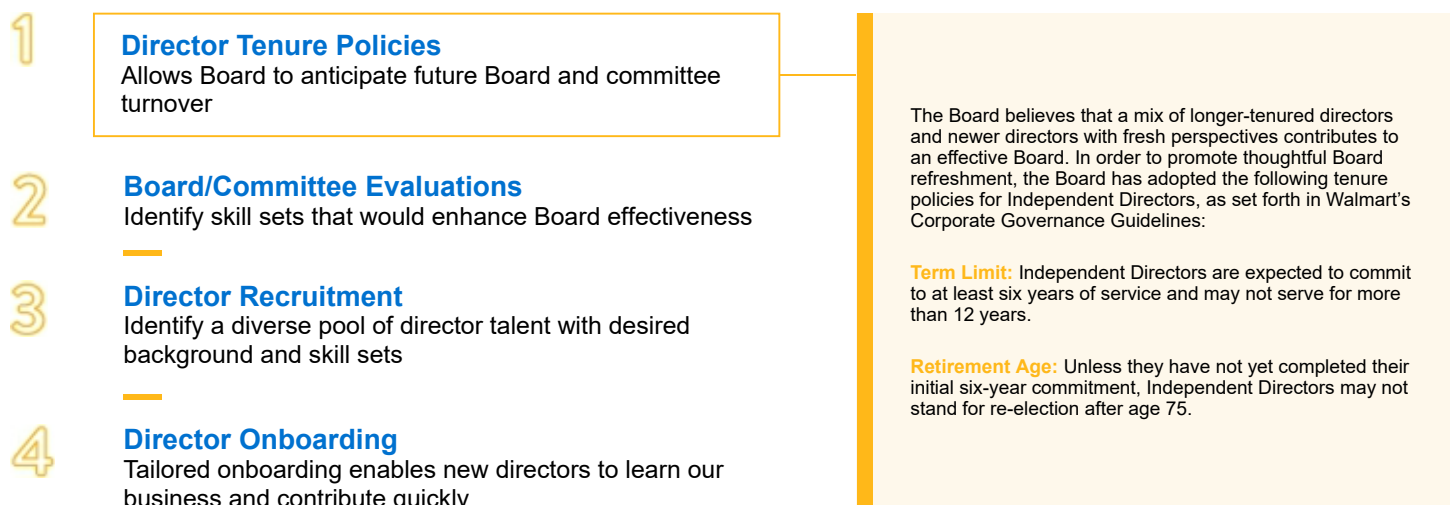 1
Director Tenure Policies
Allows Board to anticipate future Board and committee
turnover
2
Board/Committee Evaluations
Identify skill sets that would enhance Board effectiveness
3
Director Recruitment
Identify a diverse pool of director talent with desired
background and skill sets
4
Director Onboarding
Tailored onboarding enables new directors to learn our
business and contribute quickly
The Board believes that a mix of longer-tenured directors
and newer directors with fresh perspectives contributes to
an effective Board. In order to promote thoughtful Board
refreshment, the Board has adopted the following tenure
policies for Independent Directors, as set forth in Walmart’s
Corporate Governance Guidelines:
Term Limit: Independent Directors are expected to commit
to at least six years of service and may not serve for more
than 12 years.
Retirement Age: Unless they have not yet completed their
initial six-year commitment, Independent Directors may not
stand for re-election after age 75.